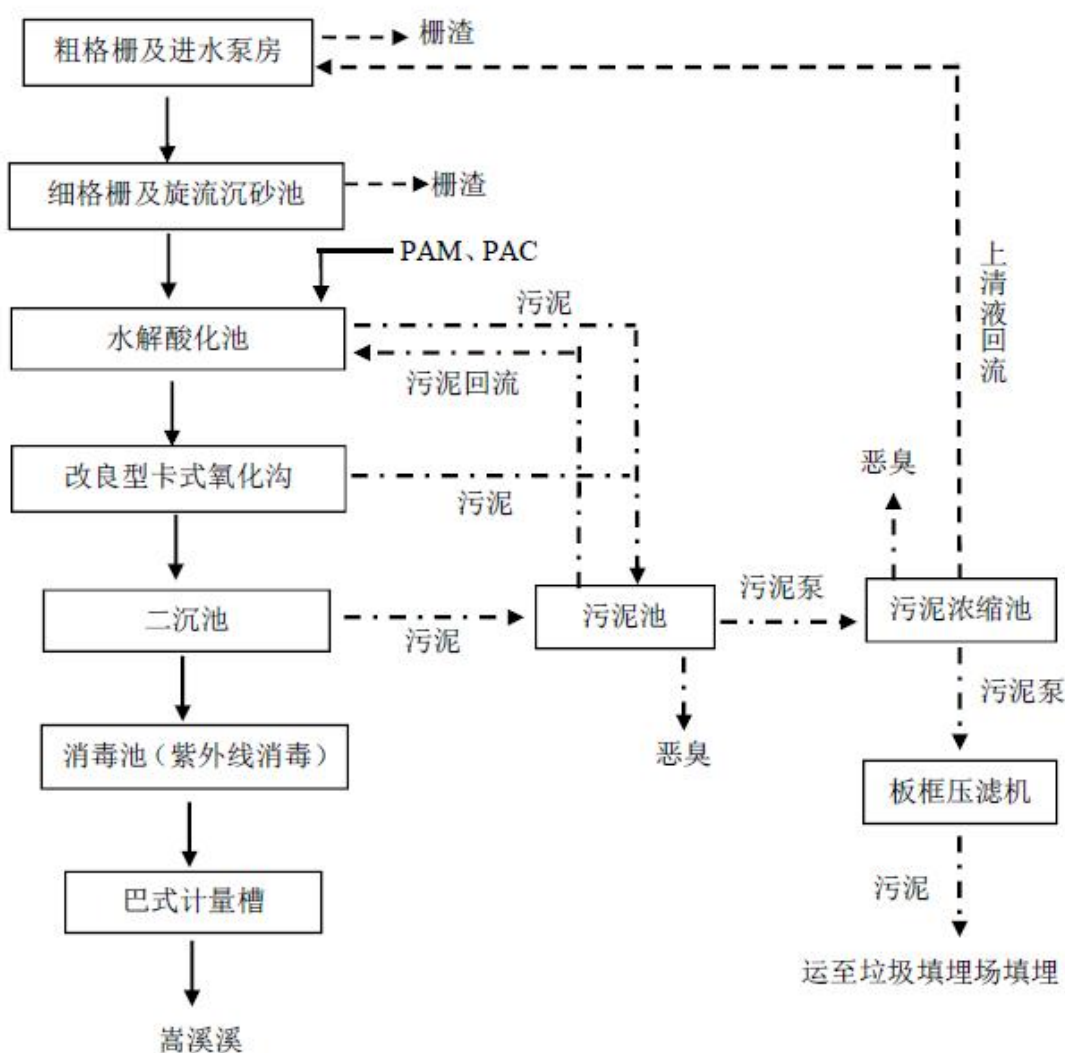 粗格栅及进水泵房
栅渣
细格栅及旋流沉砂池
栅渣
PAM、PAC
水解酸化池
污泥
污泥回流
上清液回流
改良型卡式氧化沟
污泥
恶臭
二沉池
污泥
污泥池
污泥泵
污泥浓缩池
恶臭
污泥泵
消毒池（紫外线消毒）
板框压滤机
巴式计量槽
污泥
运至垃圾填埋场填埋
嵩溪溪